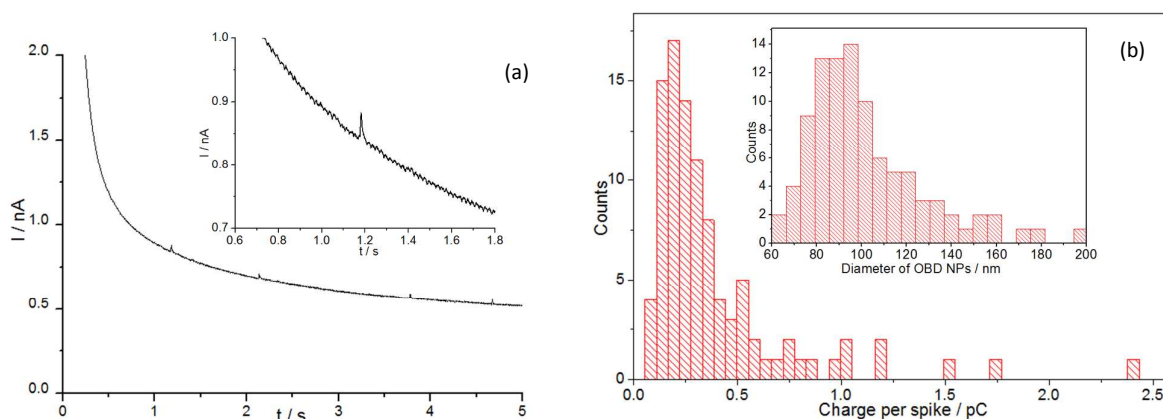 (a)
I / nA
2.0
1.5
1.0
0.5
0.0
0 1 2 3 4 5
t / s
I / nA
1.0
0.9
0.8
0.7
0.6 0.8 1.0 1.2 1.4 1.6 1.8
t / s
(b)
Counts
15
10
5
0
0.0 0.5 1.0 1.5 2.0 2.5
Charge per spike / pC
Counts
14
12
10
8
6
4
2
0
60 80 100 120 140 160 180 200
Diameter of OBD NPs / nm